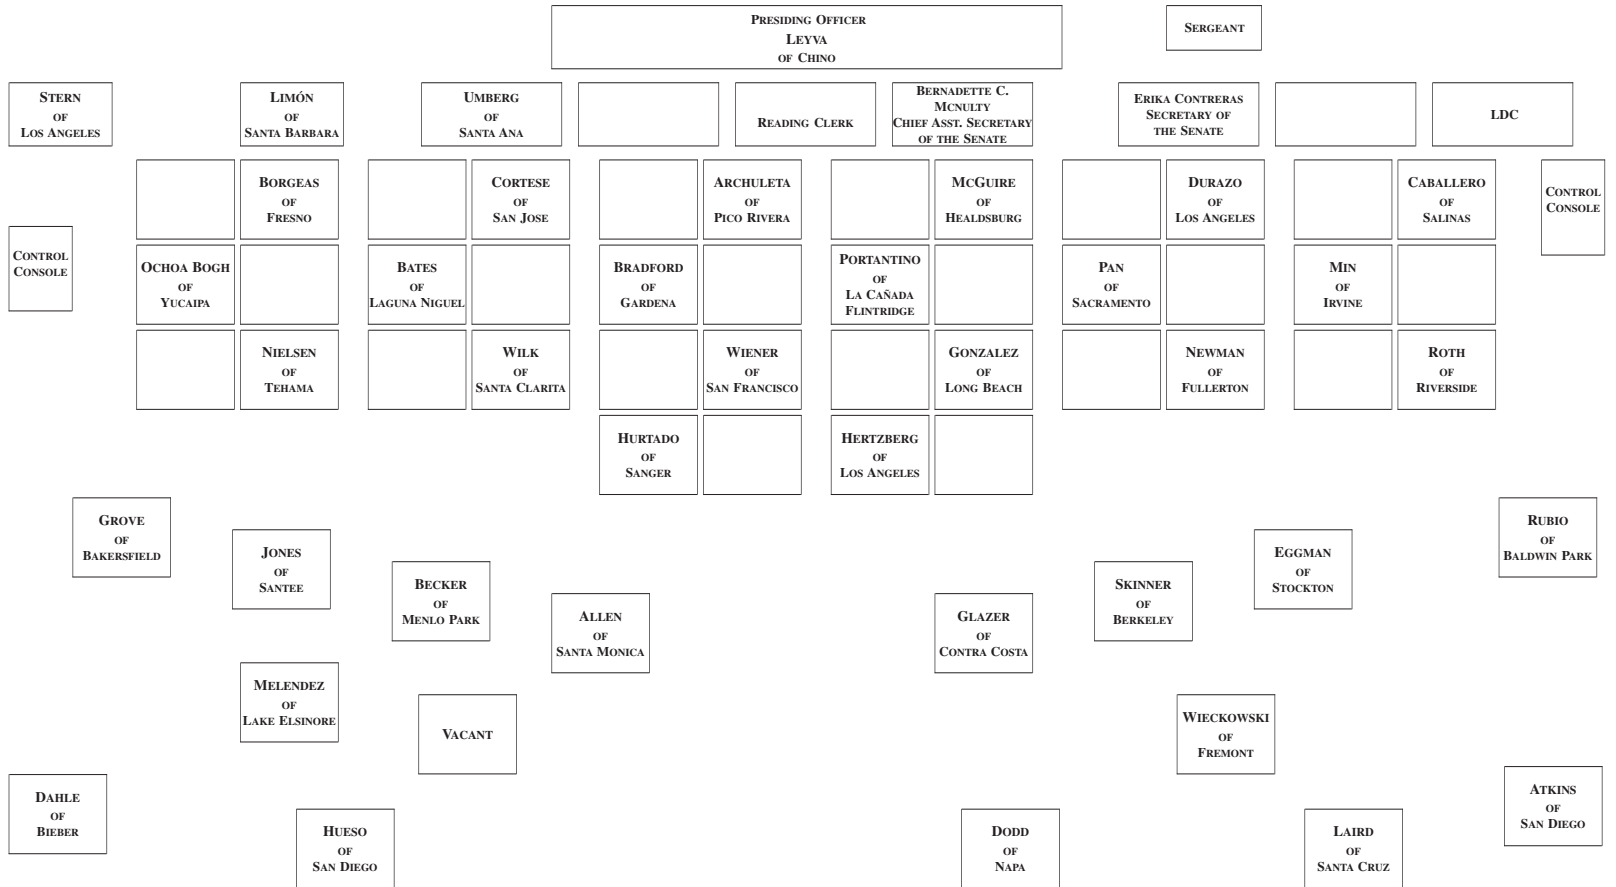 Presiding Officer
Leyva
of Chino
Sergeant
Stern
of
Los Angeles
Limón
of
Santa Barbara
Umberg
of
Santa Ana
Reading Clerk
Bernadette C.
McNulty
Chief Asst. Secretary
of the Senate
Erika Contreras
Secretary of
the Senate
LDC
Borgeas
of
Fresno
Cortese
of
San Jose
Archuleta
of
Pico Rivera
McGuire
of
Healdsburg
Durazo
of
Los Angeles
Caballero
of
Salinas
Control
Console
Control
Console
Ochoa Bogh
of
Yucaipa
Bates
of
Laguna Niguel
Bradford
of
Gardena
Portantino
of
La Cañada
Flintridge
Pan
of
Sacramento
Min
of
Irvine
Nielsen
of
Tehama
Wilk
of
Santa Clarita
Wiener
of
San Francisco
Gonzalez
of
Long Beach
Newman
of
Fullerton
Roth
of
Riverside
Hurtado
of
Sanger
Hertzberg
of
Los Angeles
Grove
of
Bakersfield
Jones
of
Santee
Becker
of
Menlo Park
Allen
of
Santa Monica
Glazer
of
Contra Costa
Skinner
of
Berkeley
Eggman
of
Stockton
Rubio
of
Baldwin Park
Melendez
of
Lake Elsinore
Vacant
Wieckowski
of
Fremont
Dahle
of
Bieber
Hueso
of
San Diego
Dodd
of
Napa
Laird
of
Santa Cruz
Atkins
of
San Diego